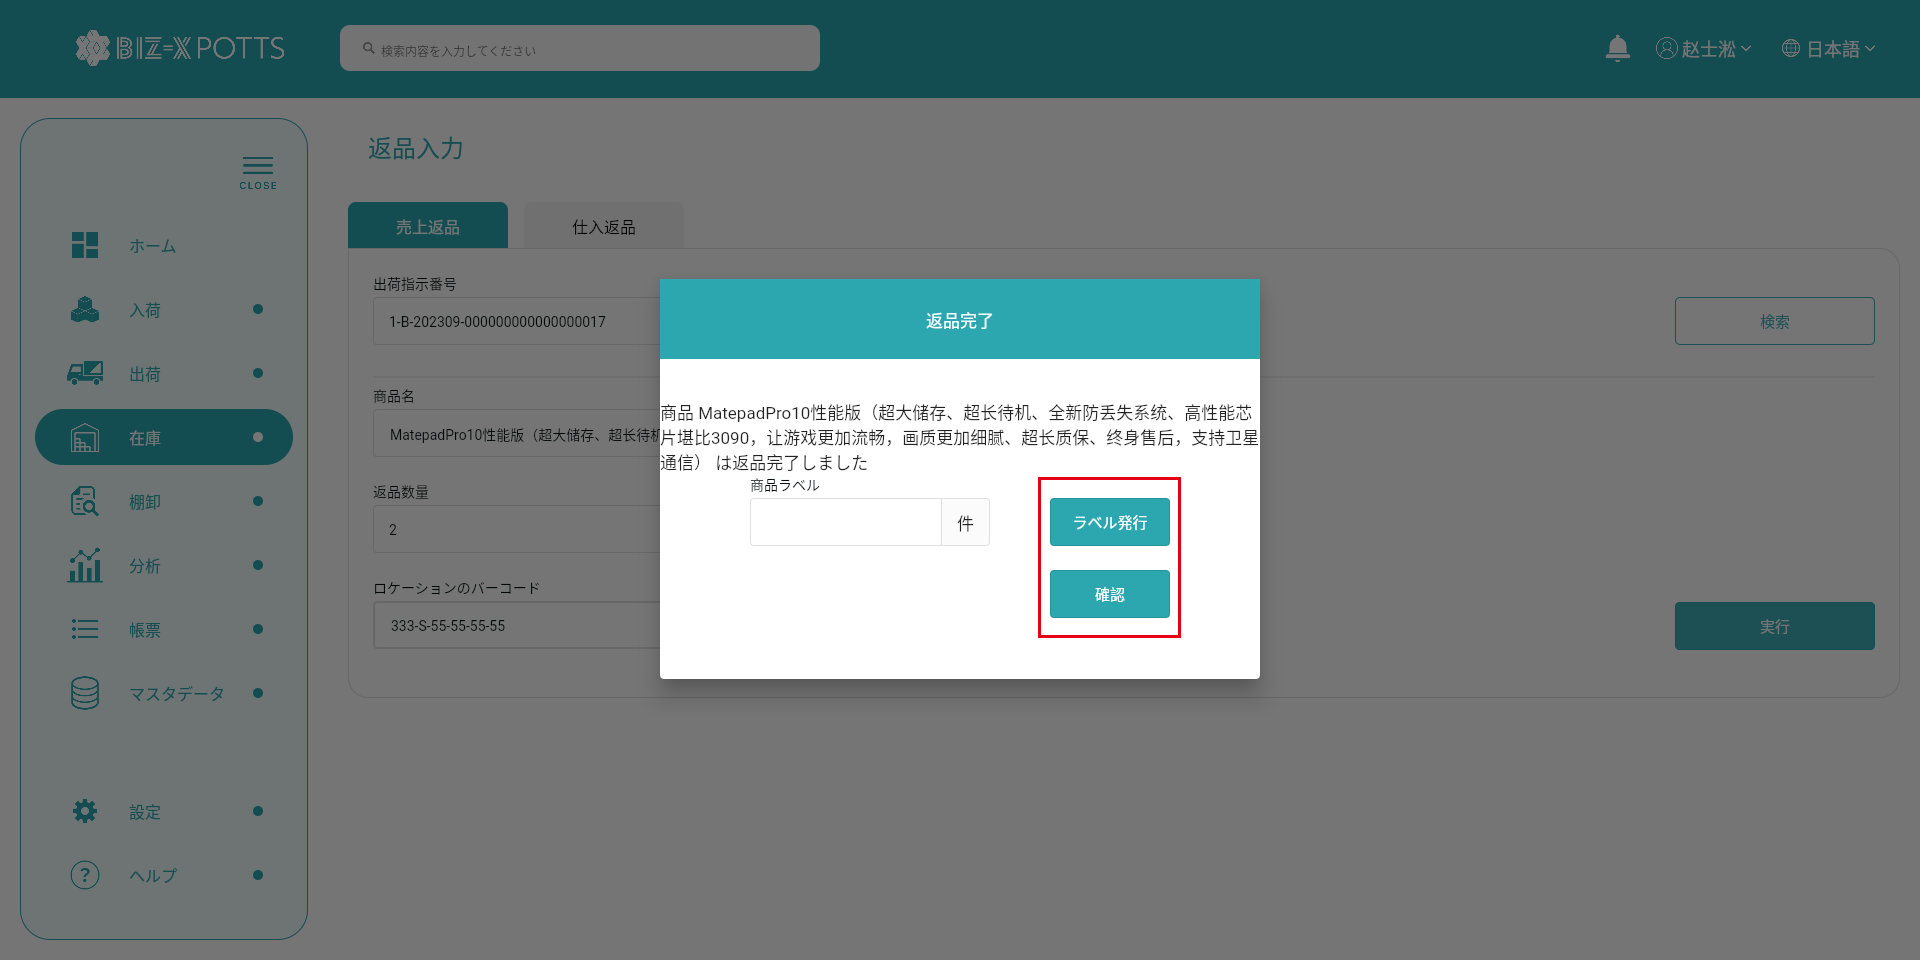 BIZ=X POTTS
検索内容を入力してください
赵士淞
日本語
CLOSE
ホーム
入荷
出荷
在庫
棚卸
分析
帳票
マスタデータ
設定
ヘルプ
返品入力
売上返品
仕入返品
出荷指示番号
1-B-202309-000000000000000017
検索
商品名
MatepadPro10性能版（超大储存、超长待机
返品数量
2
ロケーションのバーコード
333-S-55-55-55-55
実行
返品完了
商品 MatepadPro10性能版（超大储存、超长待机、全新防丢失系统、高性能芯
片堪比3090，让游戏更加流畅，画质更加细腻、超长质保、终身售后，支持卫星
通信） は返品完了しました
商品ラベル
件
ラベル発行
確認